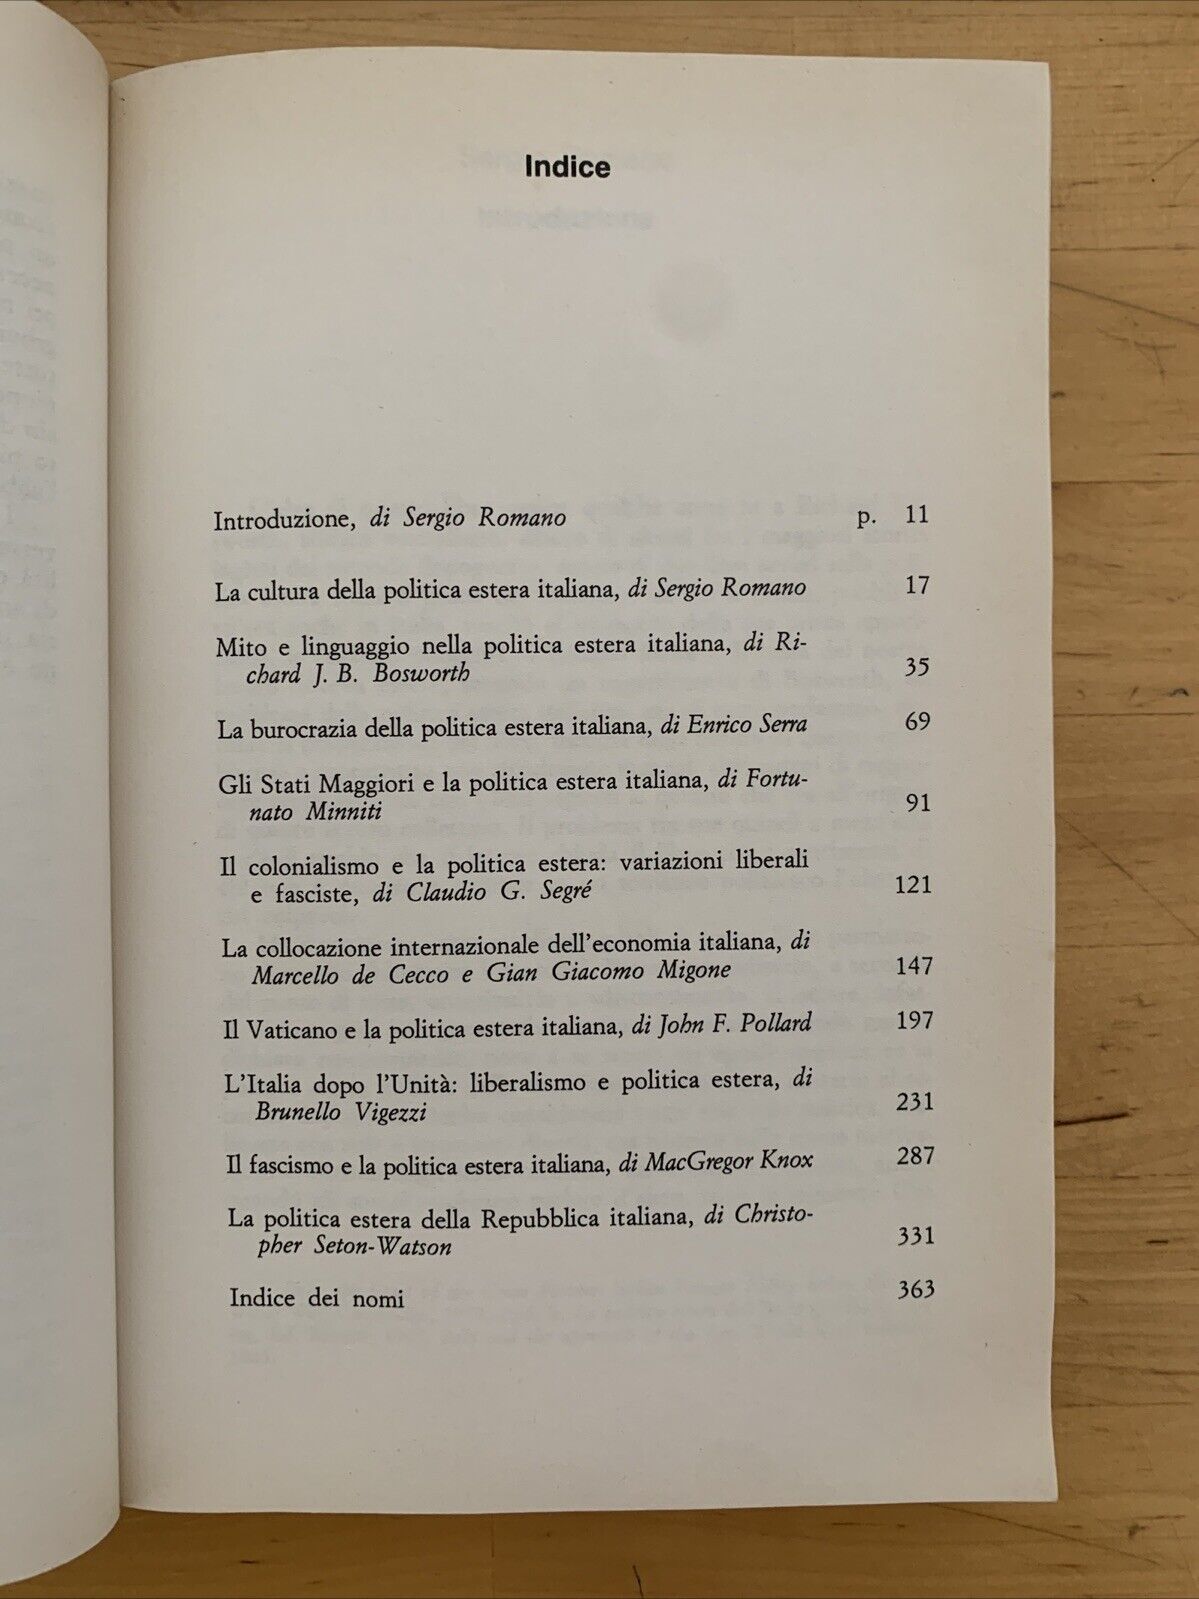 Indice
Introduzione, di Sergio Romano p. 11
La cultura della politica estera italiana, di Sergio Romano 17
Mito e linguaggio nella politica estera italiana, di Ri-
chard J. B. Bosworth 35
La burocrazia della politica estera italiana, di Enrico Serra 69
Gli Stati Maggiori e la politica estera italiana, di Fortu-
nato Minniti 91
Il colonialismo e la politica estera: variazioni liberali
e fasciste, di Claudio G. Segré 121
La collocazione internazionale dell'economia italiana, di
Marcello de Cecco e Gian Giacomo Migone 147
Il Vaticano e la politica estera italiana, di John F. Pollard 197
L'Italia dopo l'Unità: liberalismo e politica estera, di
Brunello Vigezzi 231
Il fascismo e la politica estera italiana, di MacGregor Knox 287
La politica estera della Repubblica italiana, di Christo-
pher Seton-Watson 331
Indice dei nomi 363